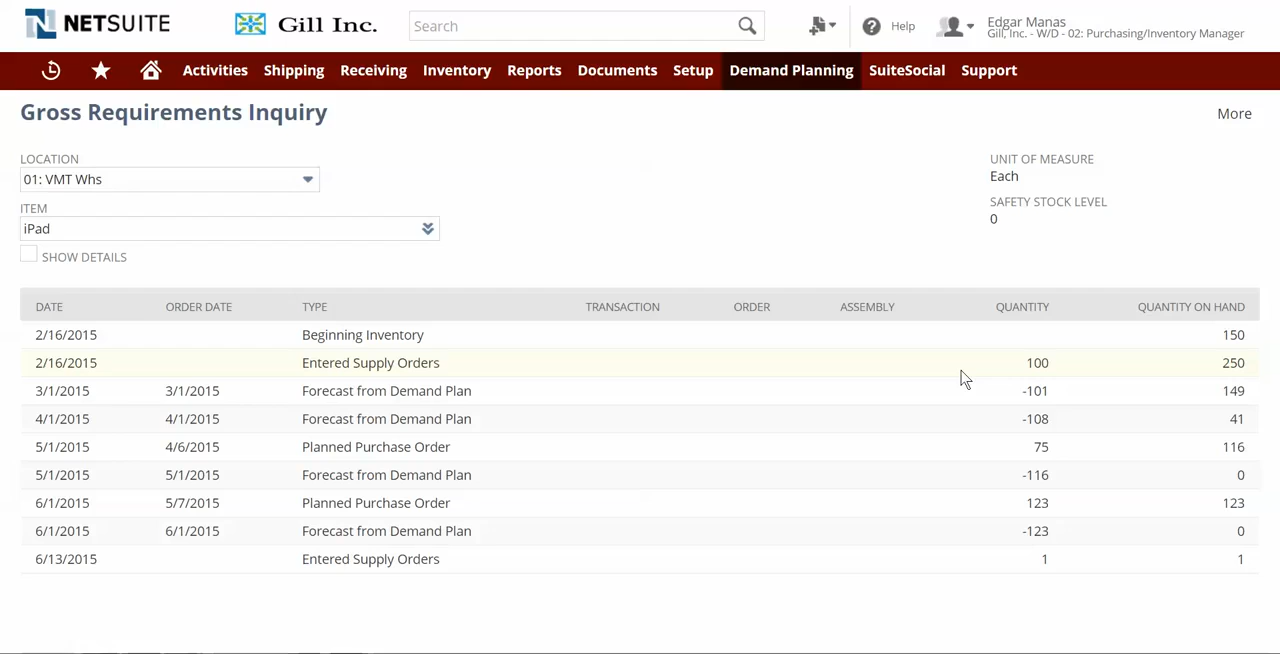 NETSUITE Gill Inc. Search Help Edgar Manas
Gill, Inc. - W/D - 02: Purchasing/Inventory Manager
Activities Shipping Receiving Inventory Reports Documents Setup Demand Planning SuiteSocial Support
Gross Requirements Inquiry More
LOCATION UNIT OF MEASURE
01: VMT Whs Each
ITEM SAFETY STOCK LEVEL
iPad 0
SHOW DETAILS
DATE ORDER DATE TYPE TRANSACTION ORDER ASSEMBLY QUANTITY QUANTITY ON HAND
2/16/2015 Beginning Inventory 150
2/16/2015 Entered Supply Orders 100 250
3/1/2015 3/1/2015 Forecast from Demand Plan -101 149
4/1/2015 4/1/2015 Forecast from Demand Plan -108 41
5/1/2015 4/6/2015 Planned Purchase Order 75 116
5/1/2015 5/1/2015 Forecast from Demand Plan -116 0
6/1/2015 5/7/2015 Planned Purchase Order 123 123
6/1/2015 6/1/2015 Forecast from Demand Plan -123 0
6/13/2015 Entered Supply Orders 1 1